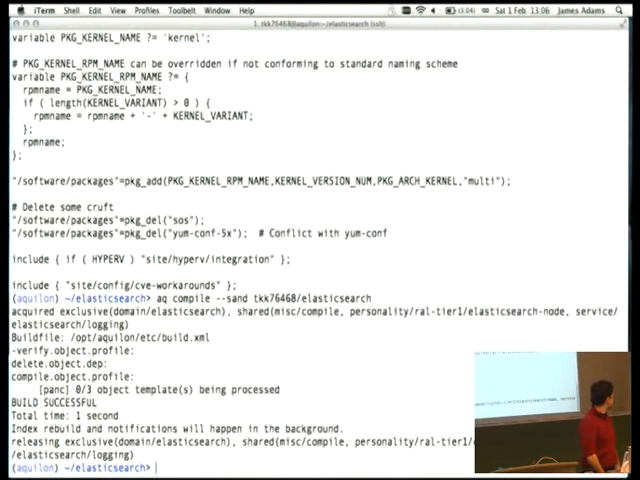 iTerm Shell Edit View Profiles Toolbelt Window Help (3:04) Sat 1 Feb 13:06 James Adams
1. tkk76468@aquilon:~/elasticsearch (ssh)
variable PKG_KERNEL_NAME ?= 'kernel';
# PKG_KERNEL_RPM_NAME can be overridden if not conforming to standard naming scheme
variable PKG_KERNEL_RPM_NAME ?= {
rpmname = PKG_KERNEL_NAME;
if ( length(KERNEL_VARIANT) > 0 ) {
rpmname = rpmname + '-' + KERNEL_VARIANT;
};
rpmname;
};
"/software/packages"=pkg_add(PKG_KERNEL_RPM_NAME,KERNEL_VERSION_NUM,PKG_ARCH_KERNEL,"multi");
# Delete some cruft
"/software/packages"=pkg_del("sos");
"/software/packages"=pkg_del("yum-conf-5x"); # Conflict with yum-conf
include { if ( HYPERV ) "site/hyperv/integration" };
include { "site/config/cve-workarounds" };
(aquilon) ~/elasticsearch> aq compile --sand tkk76468/elasticsearch
acquired exclusive(domain/elasticsearch), shared(misc/compile, personality/ral-tier1/elasticsearch-node, service/
elasticsearch/logging)
Buildfile: /opt/aquilon/etc/build.xml
-verify.object.profile:
delete.object.dep:
compile.object.profile:
[panc] 0/3 object template(s) being processed
BUILD SUCCESSFUL
Total time: 1 second
Index rebuild and notifications will happen in the background.
releasing exclusive(domain/elasticsearch), shared(misc/compile, personality/ral-tier1/
elasticsearch/logging)
(aquilon) ~/elasticsearch>